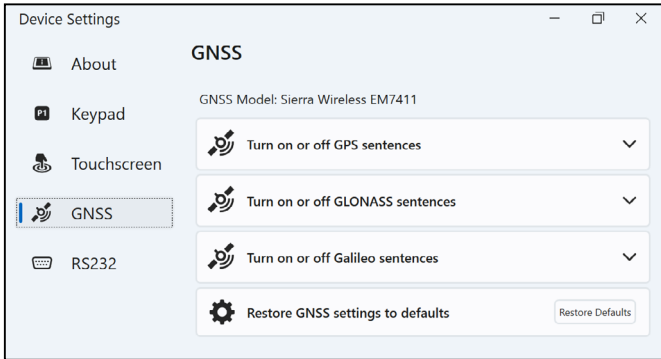 Device Settings
About
P1
Keypad
Touchscreen
GNSS
RS232
GNSS
GNSS Model: Sierra Wireless EM7411
Turn on or off GPS sentences
Turn on or off GLONASS sentences
Turn on or off Galileo sentences
Restore GNSS settings to defaults
Restore Defaults